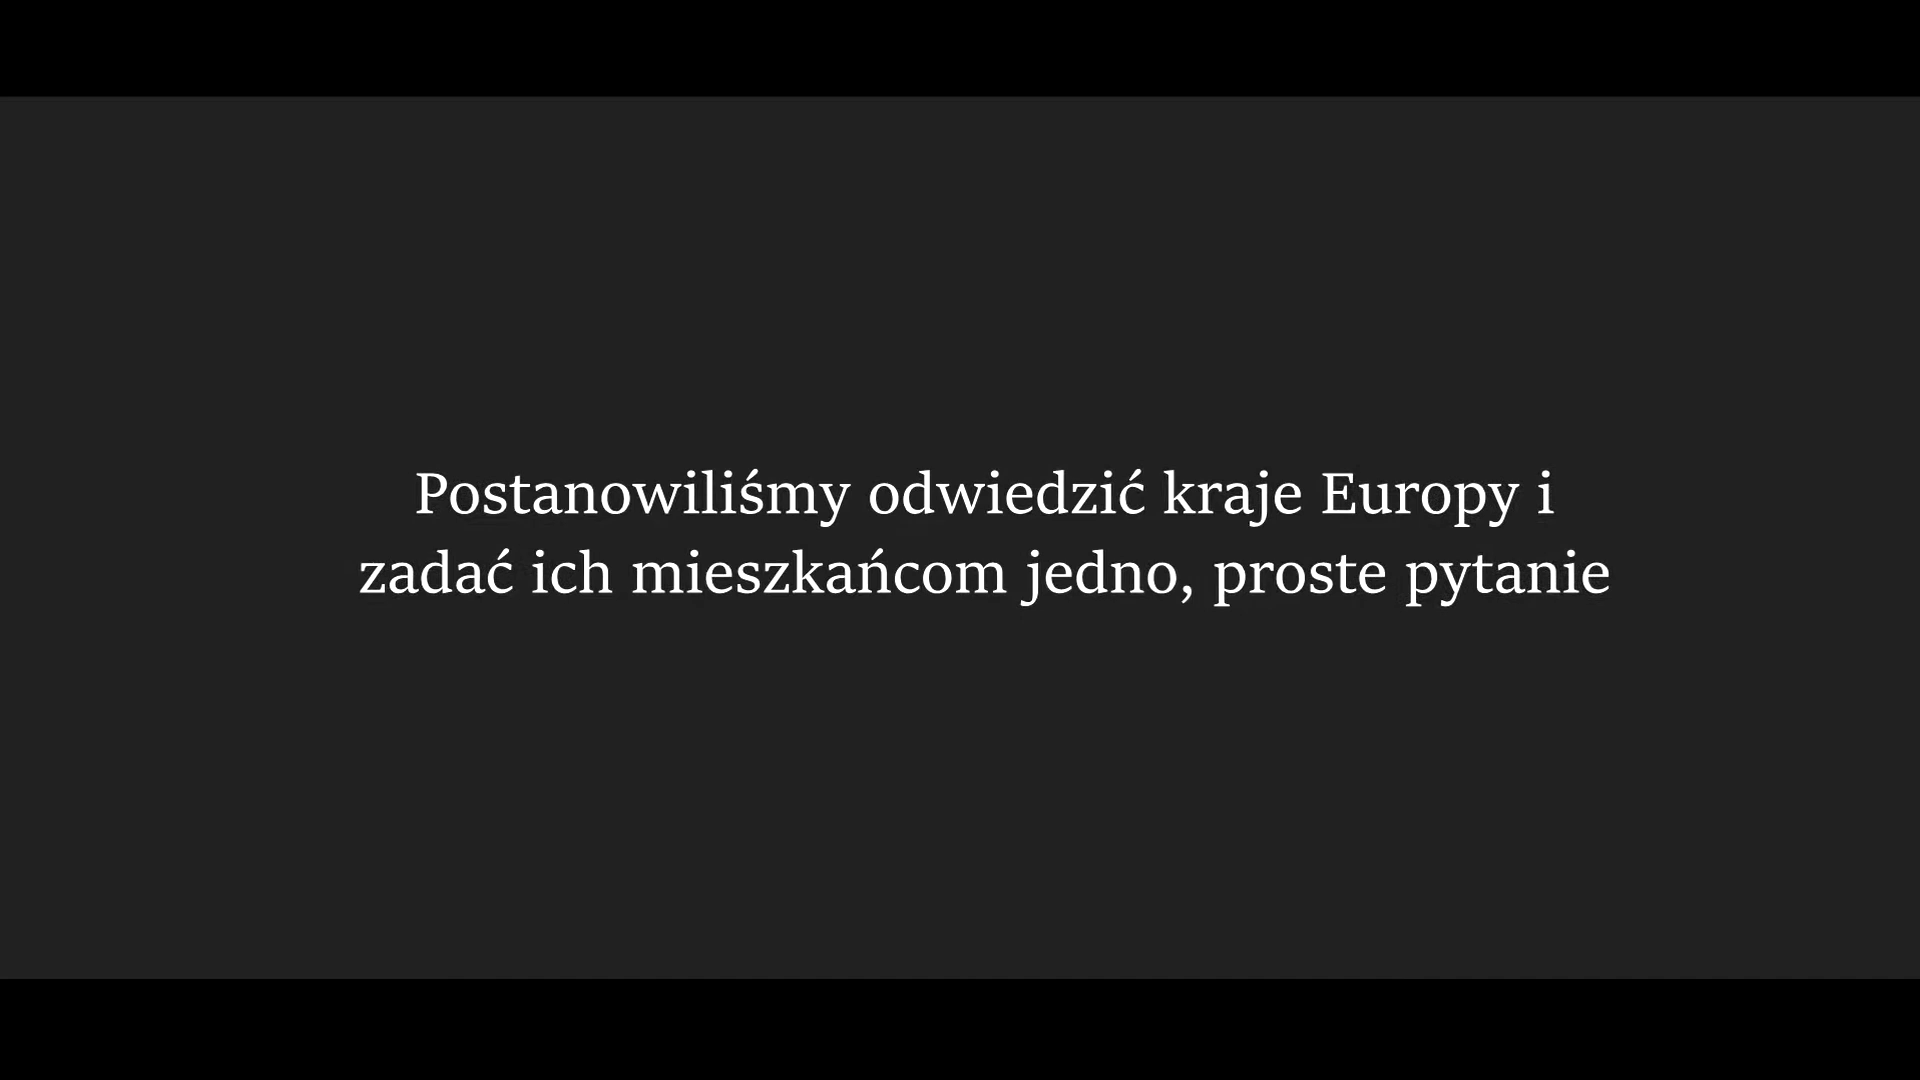 Postanowiliśmy odwiedzić kraje Europy i
zadać ich mieszkańcom jedno, proste pytanie